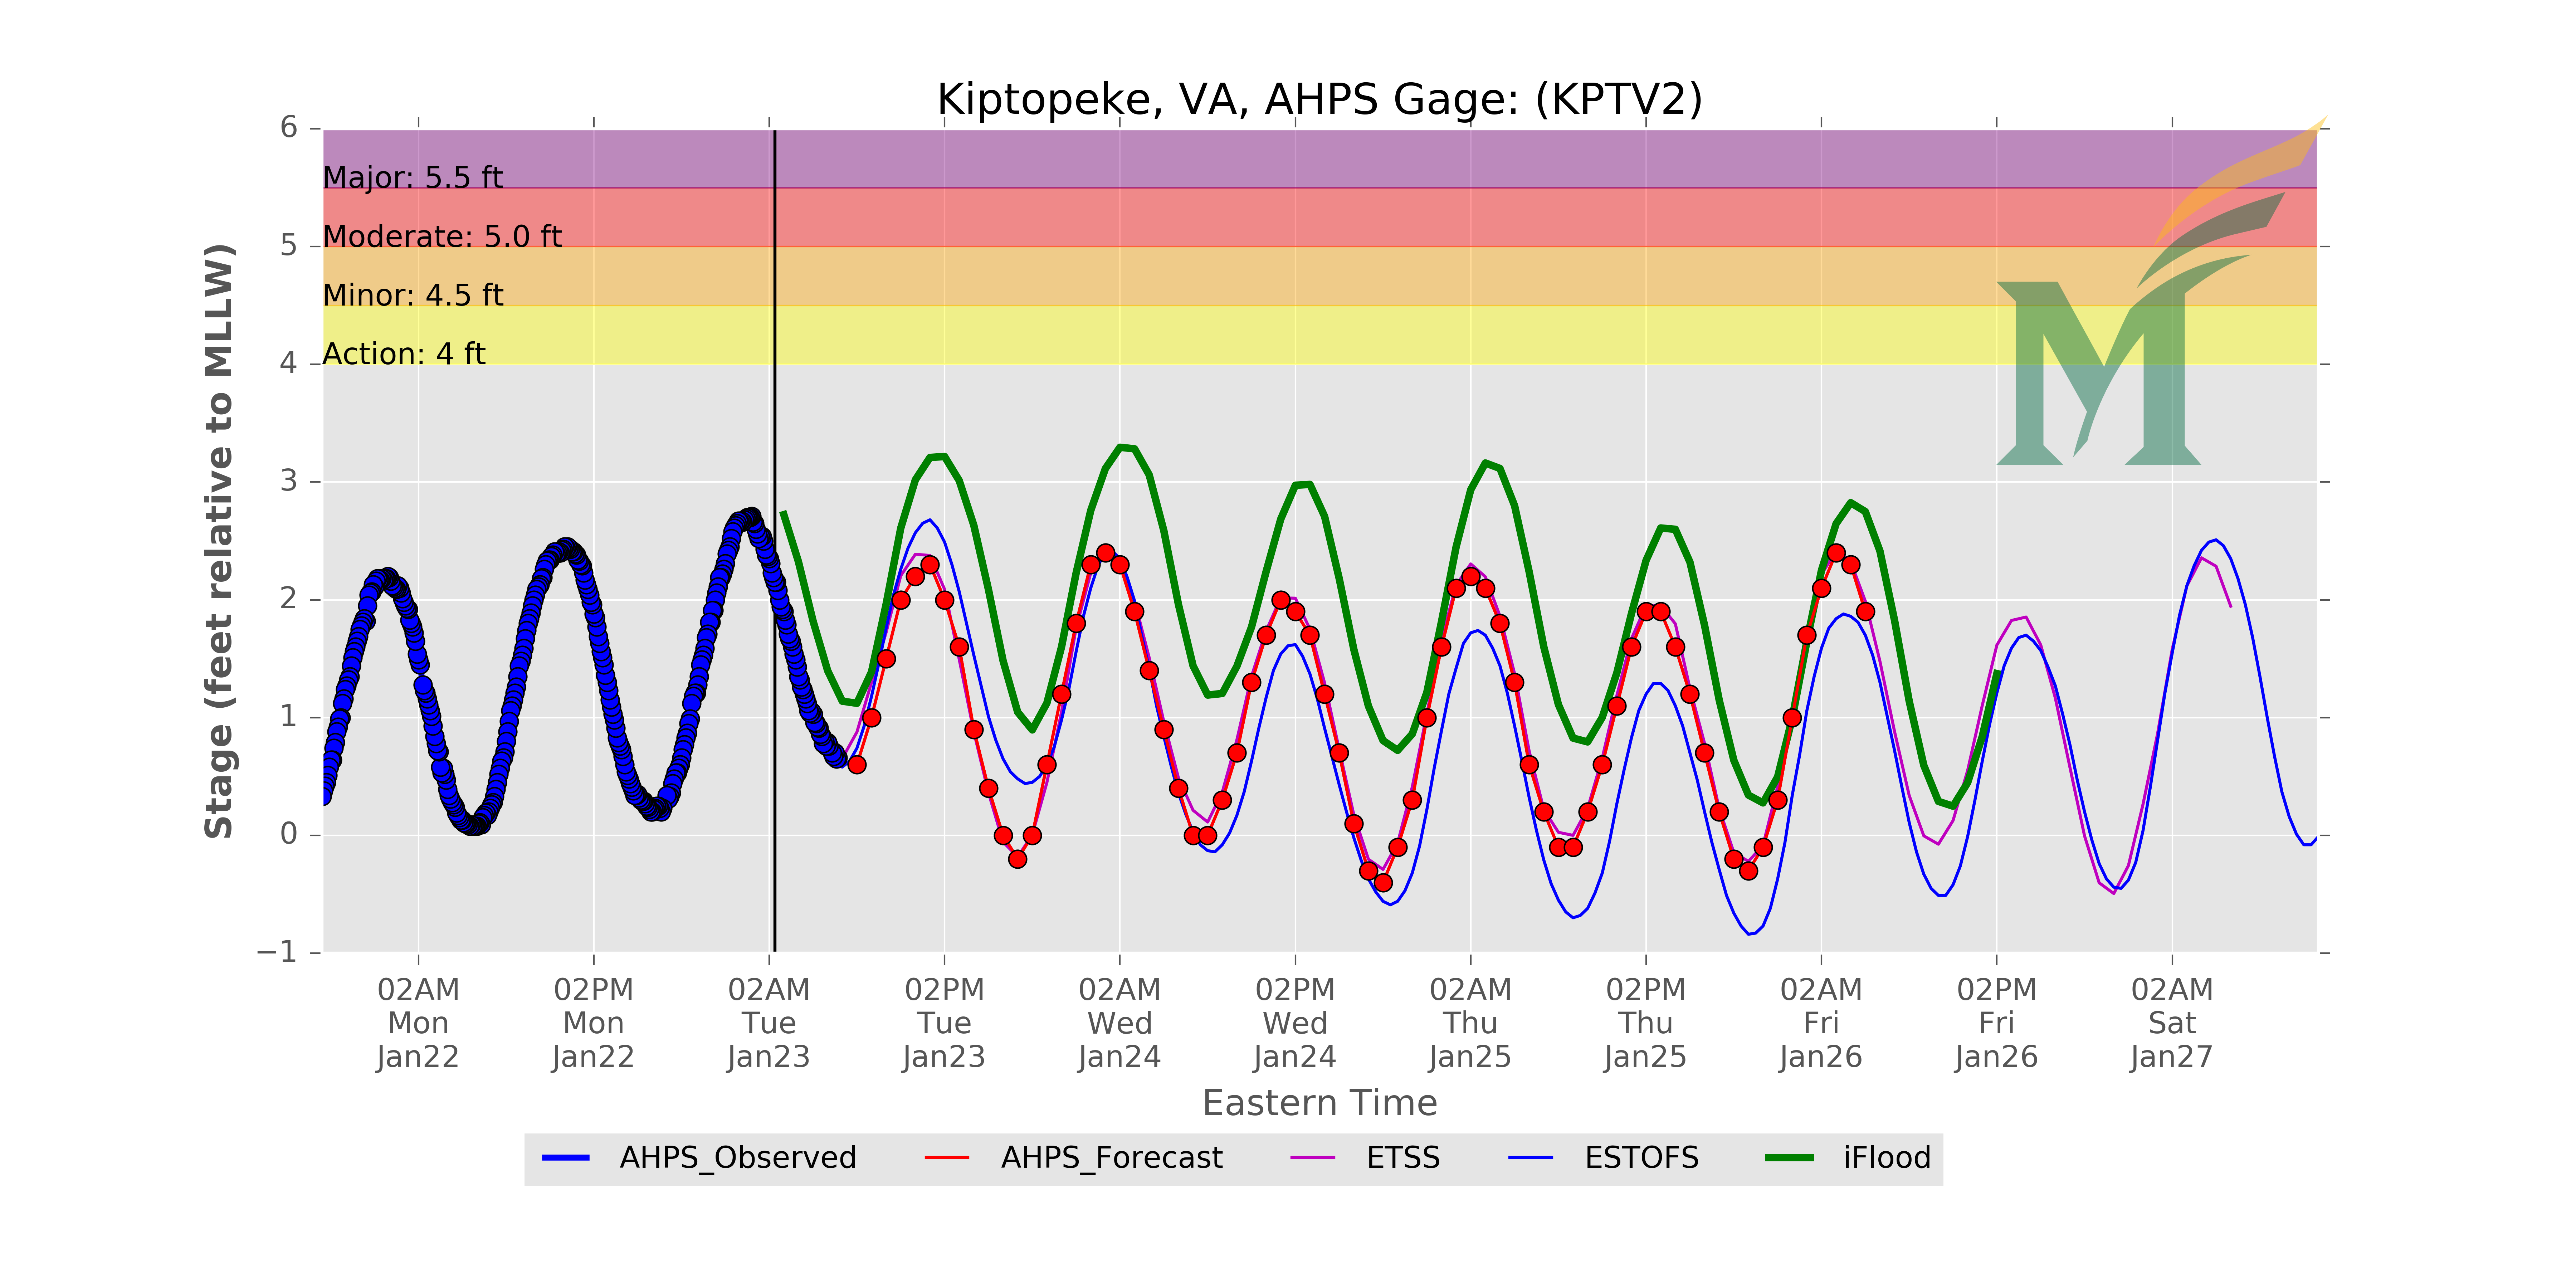 Kiptopeke, VA, AHPS Gage: (KPTV2)
6
5
4
3
2
1
0
−1
Stage (feet relative to MLLW)
Major: 5.5 ft
Moderate: 5.0 ft
Minor: 4.5 ft
Action: 4 ft
M
02AM Mon Jan22
02PM Mon Jan22
02AM Tue Jan23
02PM Tue Jan23
02AM Wed Jan24
02PM Wed Jan24
02AM Thu Jan25
02PM Thu Jan25
02AM Fri Jan26
02PM Fri Jan26
02AM Sat Jan27
Eastern Time
AHPS_Observed AHPS_Forecast ETSS ESTOFS iFlood